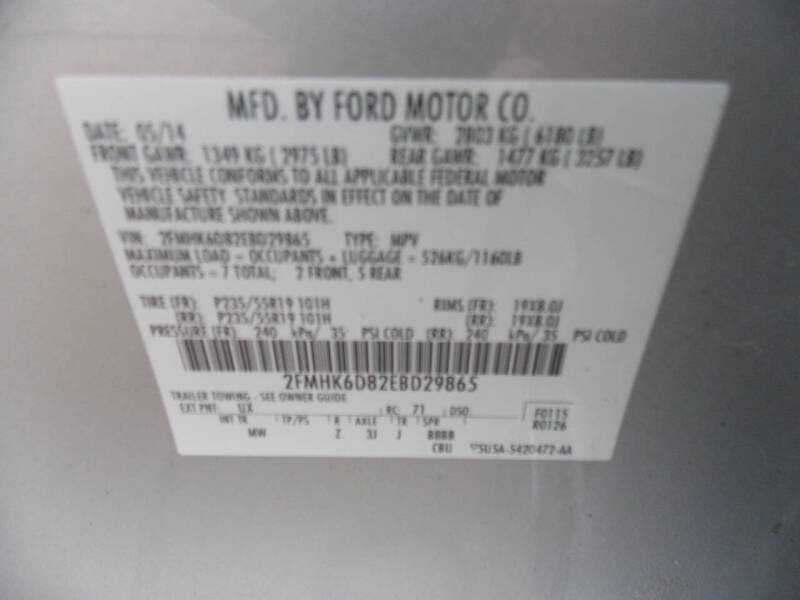 MFD. BY FORD MOTOR CO.
DATE: 05/14 GVWR: 2803 KG ( 6180 LB)
FRONT GAWR: 1349 KG ( 2975 LB) REAR GAWR: 1477 KG ( 3257 LB)
THIS VEHICLE CONFORMS TO ALL APPLICABLE FEDERAL MOTOR
VEHICLE SAFETY STANDARDS IN EFFECT ON THE DATE OF
MANUFACTURE SHOWN ABOVE.
VIN: 2FMHK6D82EBD29865 TYPE: MPV
MAXIMUM LOAD - OCCUPANTS + LUGGAGE - 526KG/1160LB
OCCUPANTS - 7 TOTAL; 2 FRONT, 5 REAR
TIRE (FR): P235/55R19 101H RIMS (FR): 19X8.0J
(RR): P235/55R19 101H (RR): 19X8.0J
PRESSURE (FR): 240 kPa/ 35 PSI COLD (RR): 240 kPa/ 35 PSI COLD
2FMHK6D82EBD29865
TRAILER TOWING - SEE OWNER GUIDE
EXT PNT: UX RC: 71 DSO: F0115
INT TR TP/PS R AXLE TR SPR R0126
MW Z 3J J BBBB
CBU 5U5A-5420472-AA